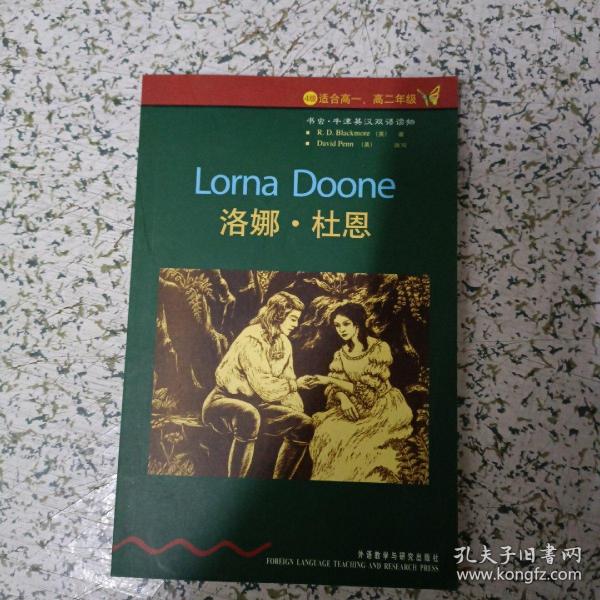 4级 适合高一、高二年级
书虫·牛津英汉双语读物
R. D. Blackmore (英) 著
David Penn (英) 改写
Lorna Doone
洛娜·杜恩
外语教学与研究出版社
FOREIGN LANGUAGE TEACHING AND RESEARCH PRESS
孔夫子旧书网
www.kongfz.com